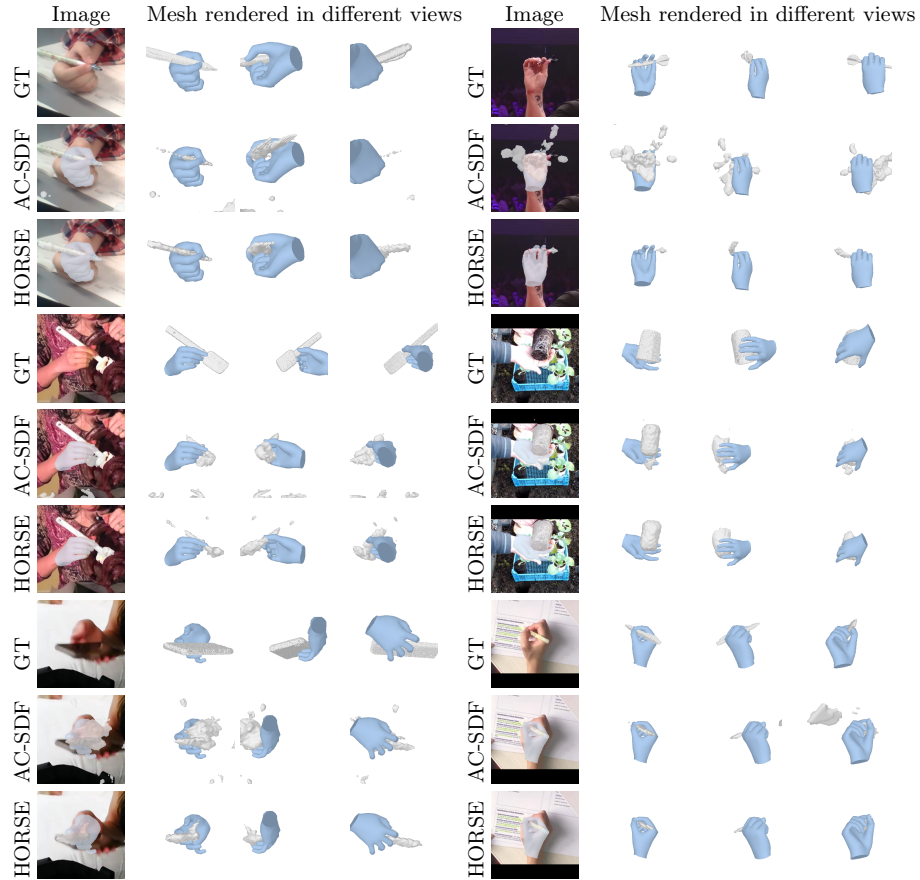 Image Mesh rendered in different views Image Mesh rendered in different views
GT GT
AC-SDF AC-SDF
HORSE HORSE
GT GT
AC-SDF AC-SDF
HORSE HORSE
GT GT
AC-SDF AC-SDF
HORSE HORSE